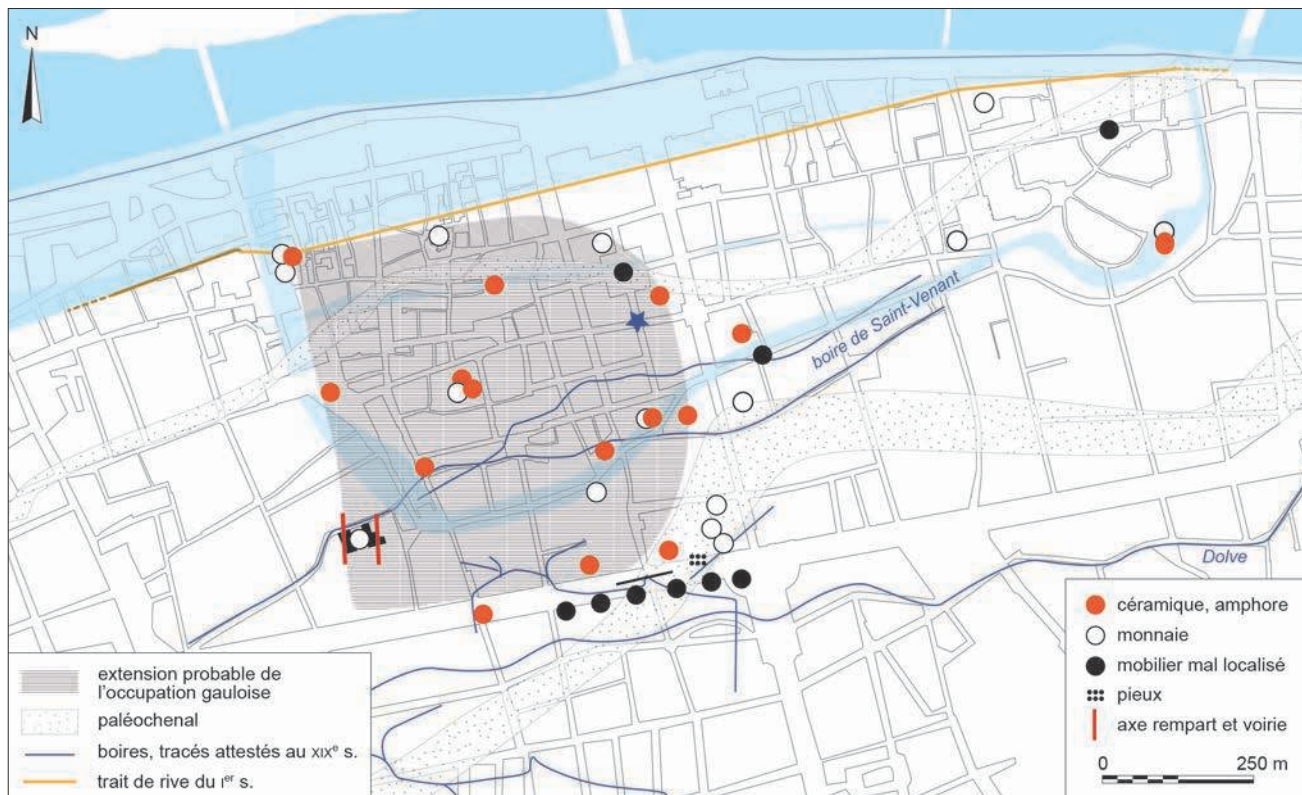 N
boire de Saint-Venant
Dolve
extension probable de
l'occupation gauloise
paléochenal
boires, tracés attestés au XIXe s.
trait de rive du Ier s.
céramique, amphore
monnaie
mobilier mal localisé
pieux
axe rempart et voirie
0 250 m